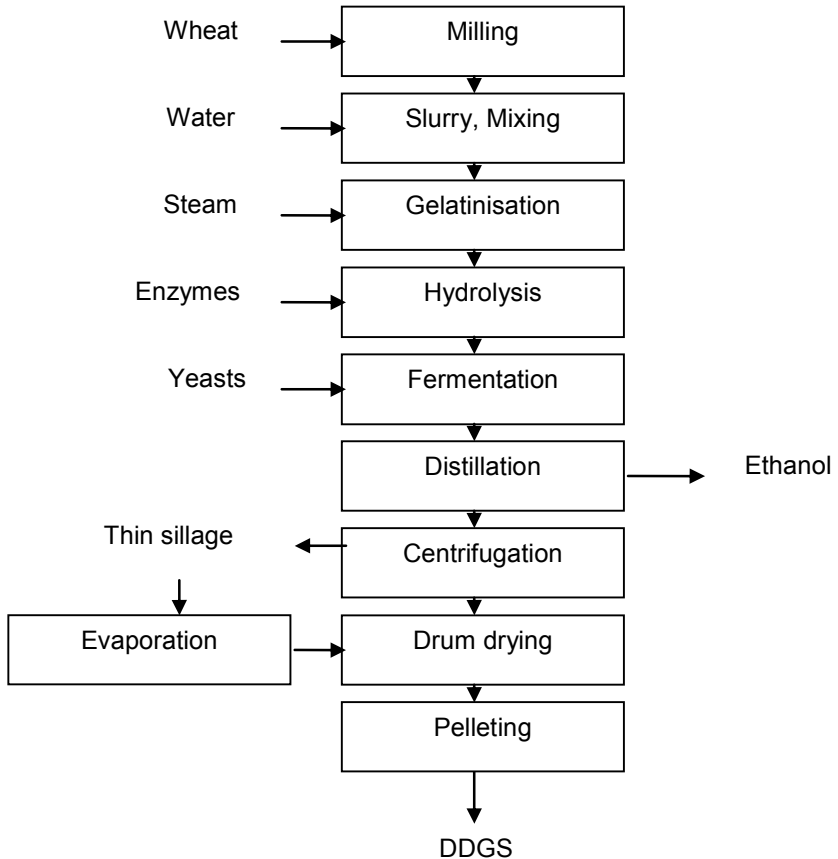 Wheat
Milling
Water
Slurry, Mixing
Steam
Gelatinisation
Enzymes
Hydrolysis
Yeasts
Fermentation
Distillation
Ethanol
Thin sillage
Centrifugation
Evaporation
Drum drying
Pelleting
DDGS